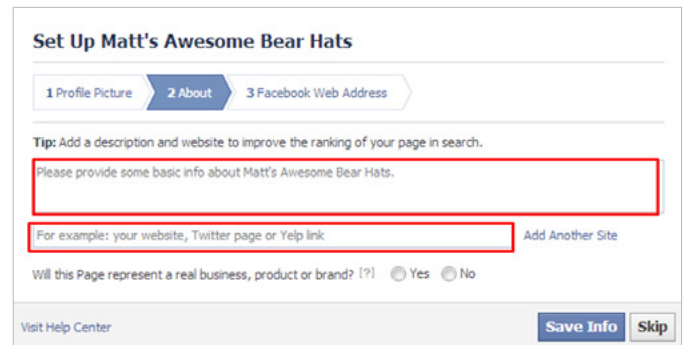 Set Up Matt's Awesome Bear Hats
1 Profile Picture 2 About 3 Facebook Web Address
Tip: Add a description and website to improve the ranking of your page in search.
Please provide some basic info about Matt's Awesome Bear Hats.
For example: your website, Twitter page or Yelp link Add Another Site
Will this Page represent a real business, product or brand? [?] Yes No
Visit Help Center Save Info Skip